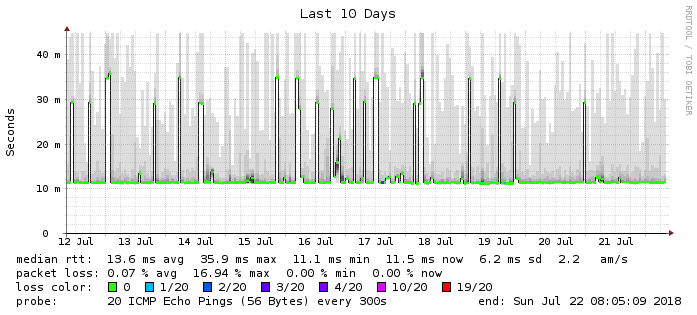 Last 10 Days
RRDTOOL / TOBI OETIKER
Seconds
40 m
30 m
20 m
10 m
0
12 Jul 13 Jul 14 Jul 15 Jul 16 Jul 17 Jul 18 Jul 19 Jul 20 Jul 21 Jul
median rtt: 13.6 ms avg 35.9 ms max 11.1 ms min 11.5 ms now 6.2 ms sd 2.2 am/s
packet loss: 0.07 % avg 16.94 % max 0.00 % min 0.00 % now
loss color: 0 1/20 2/20 3/20 4/20 10/20 19/20
probe: 20 ICMP Echo Pings (56 Bytes) every 300s end: Sun Jul 22 08:05:09 2018